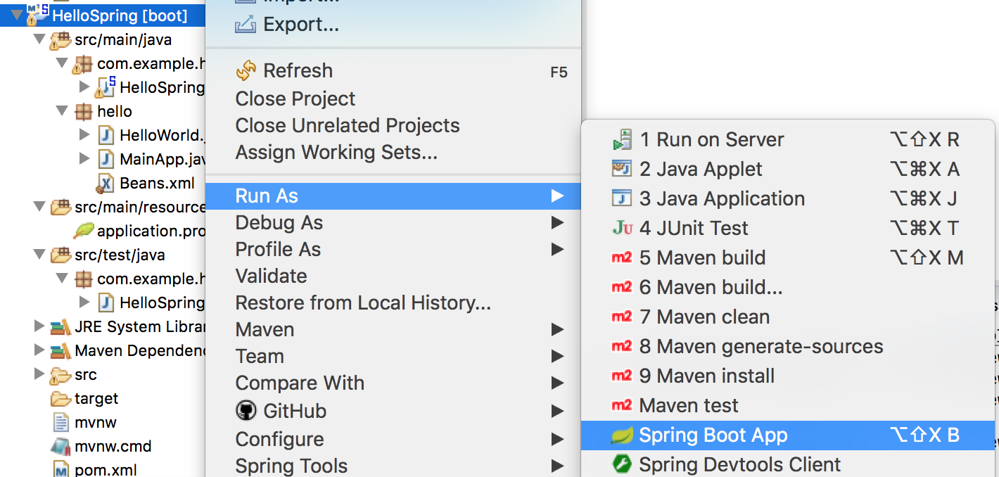 HelloSpring [boot]
src/main/java
com.example.h
HelloSpring
hello
HelloWorld.
MainApp.jav
Beans.xml
src/main/resource
application.pro
src/test/java
com.example.h
HelloSpring
JRE System Librar
Maven Dependenc
src
target
mvnw
mvnw.cmd
pom.xml
Import...
Export...
Refresh F5
Close Project
Close Unrelated Projects
Assign Working Sets...
Run As
Debug As
Profile As
Validate
Restore from Local History...
Maven
Team
Compare With
GitHub
Configure
Spring Tools
1 Run on Server ⌥⇧X R
2 Java Applet ⌥⌘X A
3 Java Application ⌥⌘X J
4 JUnit Test ⌥⌘X T
5 Maven build ⌥⇧X M
6 Maven build...
7 Maven clean
8 Maven generate-sources
9 Maven install
Maven test
Spring Boot App ⌥⇧X B
Spring Devtools Client